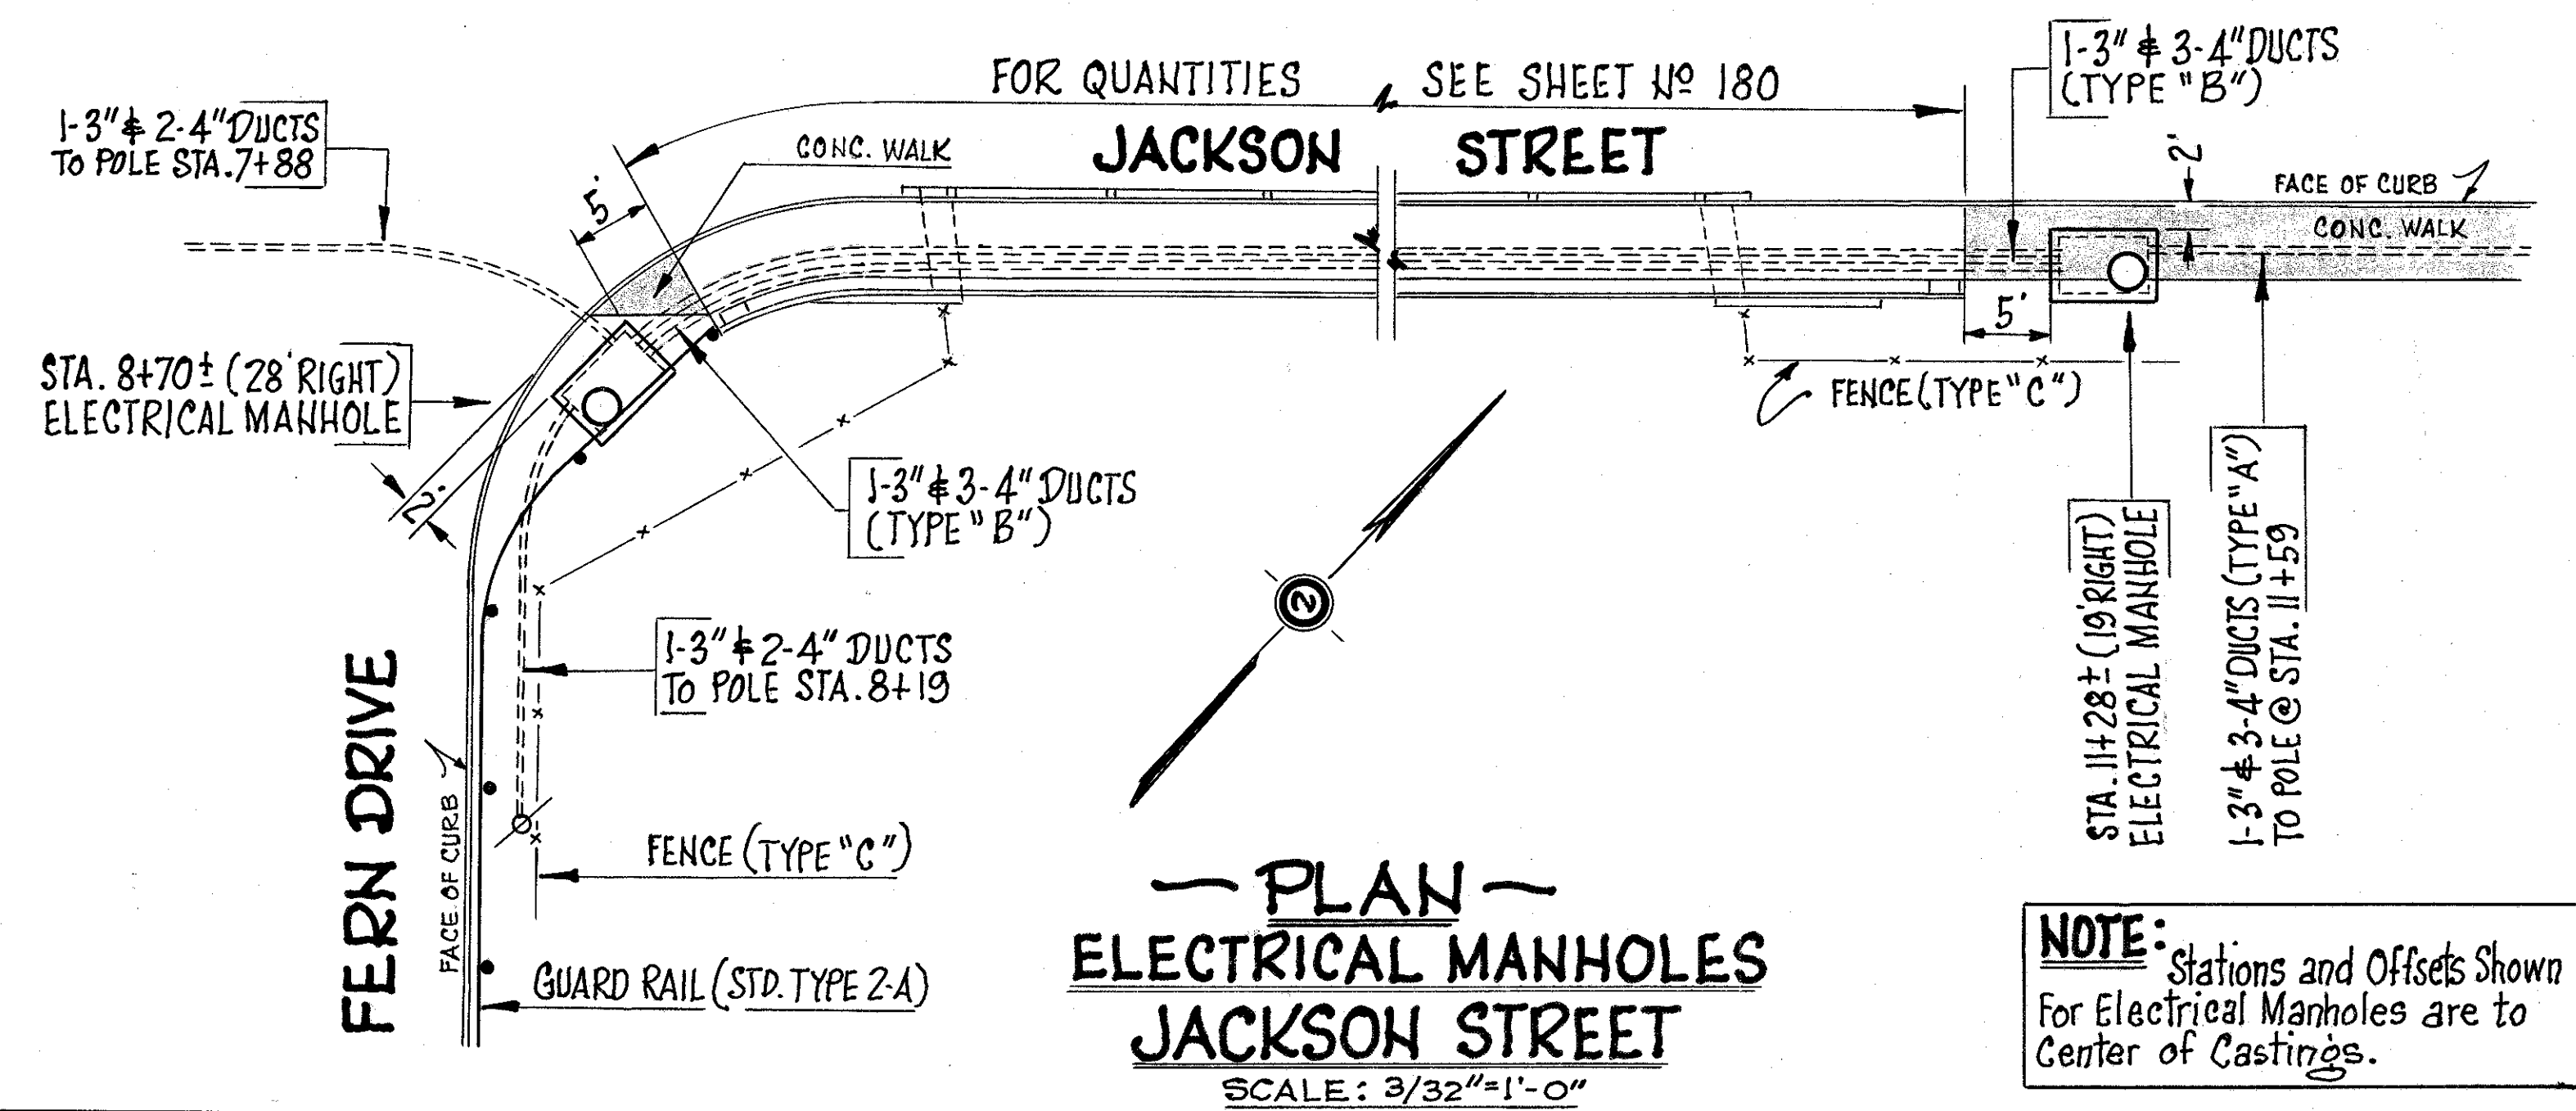 FOR QUANTITIES SEE SHEET Nº 180
JACKSON STREET
1-3" & 2-4" DUCTS
TO POLE STA. 7+88
CONC. WALK
5'
1-3" & 3-4" DUCTS
(TYPE "B")
2'
FACE OF CURB
CONC. WALK
5'
STA. 8+70± (28' RIGHT)
ELECTRICAL MANHOLE
2'
1-3" & 3-4" DUCTS
(TYPE "B")
FENCE (TYPE "C")
STA. 11+28± (19' RIGHT)
ELECTRICAL MANHOLE
1-3" & 3-4" DUCTS (TYPE "A")
TO POLE @ STA. 11+59
1-3" & 2-4" DUCTS
TO POLE STA. 8+19
FERN DRIVE
FACE OF CURB
FENCE (TYPE "C")
GUARD RAIL (STD. TYPE 2-A)
N
— PLAN —
ELECTRICAL MANHOLES
JACKSON STREET
SCALE: 3/32"=1'-0"
NOTE: Stations and Offsets Shown
For Electrical Manholes are to
Center of Castings.